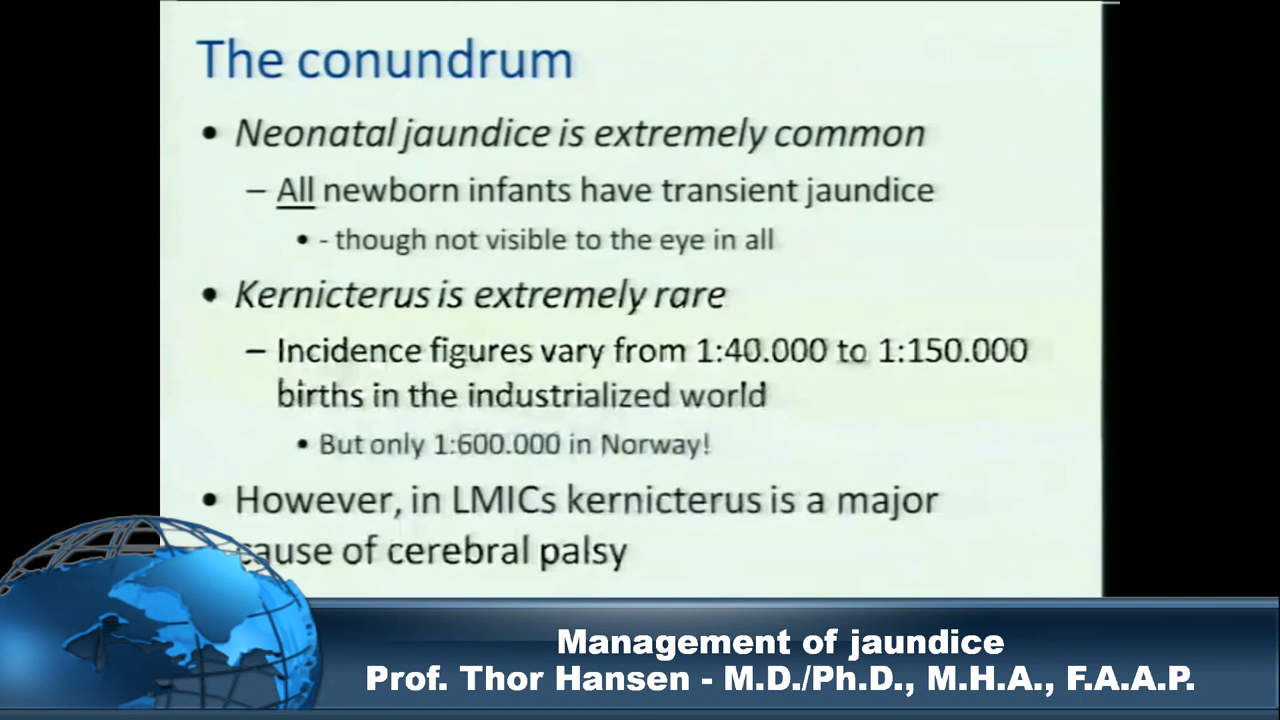 The conundrum
• Neonatal jaundice is extremely common
– All newborn infants have transient jaundice
• - though not visible to the eye in all
• Kernicterus is extremely rare
– Incidence figures vary from 1:40.000 to 1:150.000
births in the industrialized world
• But only 1:600.000 in Norway!
• However, in LMICs kernicterus is a major
cause of cerebral palsy
Management of jaundice
Prof. Thor Hansen - M.D./Ph.D., M.H.A., F.A.A.P.